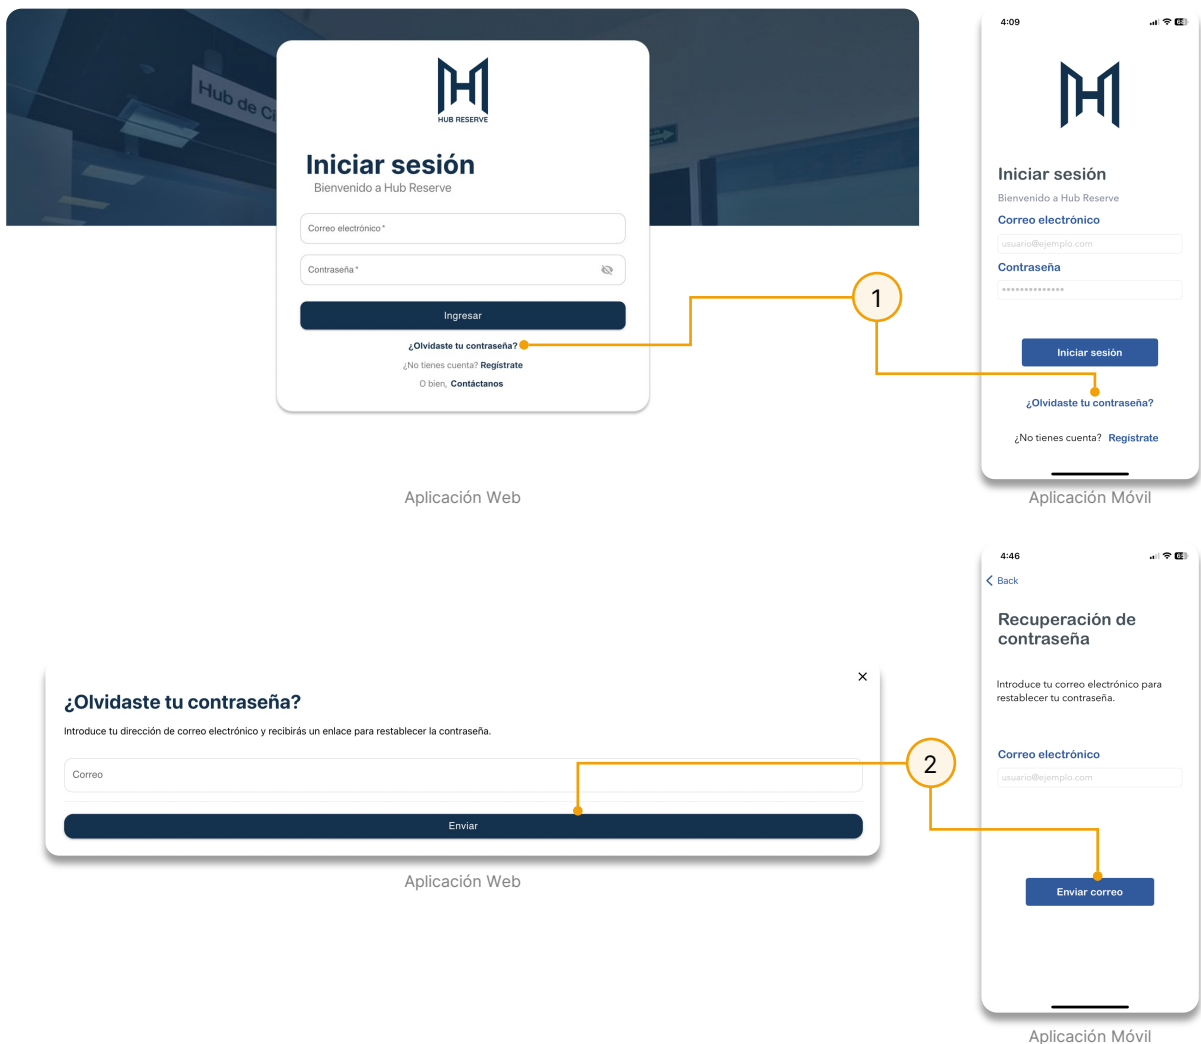 Hub de Ci
HUB RESERVE
Iniciar sesión
Bienvenido a Hub Reserve
Correo electrónico *
Contraseña *
Ingresar
¿Olvidaste tu contraseña?
¿No tienes cuenta? Regístrate
O bien, Contáctanos
Aplicación Web
1
4:09
Iniciar sesión
Bienvenido a Hub Reserve
Correo electrónico
usuario@ejemplo.com
Contraseña
••••••••••••••
Iniciar sesión
¿Olvidaste tu contraseña?
¿No tienes cuenta? Regístrate
Aplicación Móvil
¿Olvidaste tu contraseña?
Introduce tu dirección de correo electrónico y recibirás un enlace para restablecer la contraseña.
Correo
Enviar
Aplicación Web
2
4:46
Back
Recuperación de
contraseña
Introduce tu correo electrónico para
restablecer tu contraseña.
Correo electrónico
usuario@ejemplo.com
Enviar correo
Aplicación Móvil